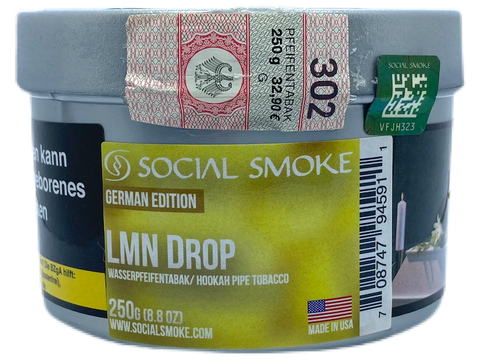 PFEIFENTABAK
250 g 32,90 €
G
302
SOCIAL SMOKE
VFJH323
en kann
eborenes
en
SOCIAL SMOKE
GERMAN EDITION
LMN DROP
WASSERPFEIFENTABAK/ HOOKAH PIPE TOBACCO
250G (8.8 OZ)
WWW.SOCIALSMOKE.COM
MADE IN USA
7 08747 94591 1